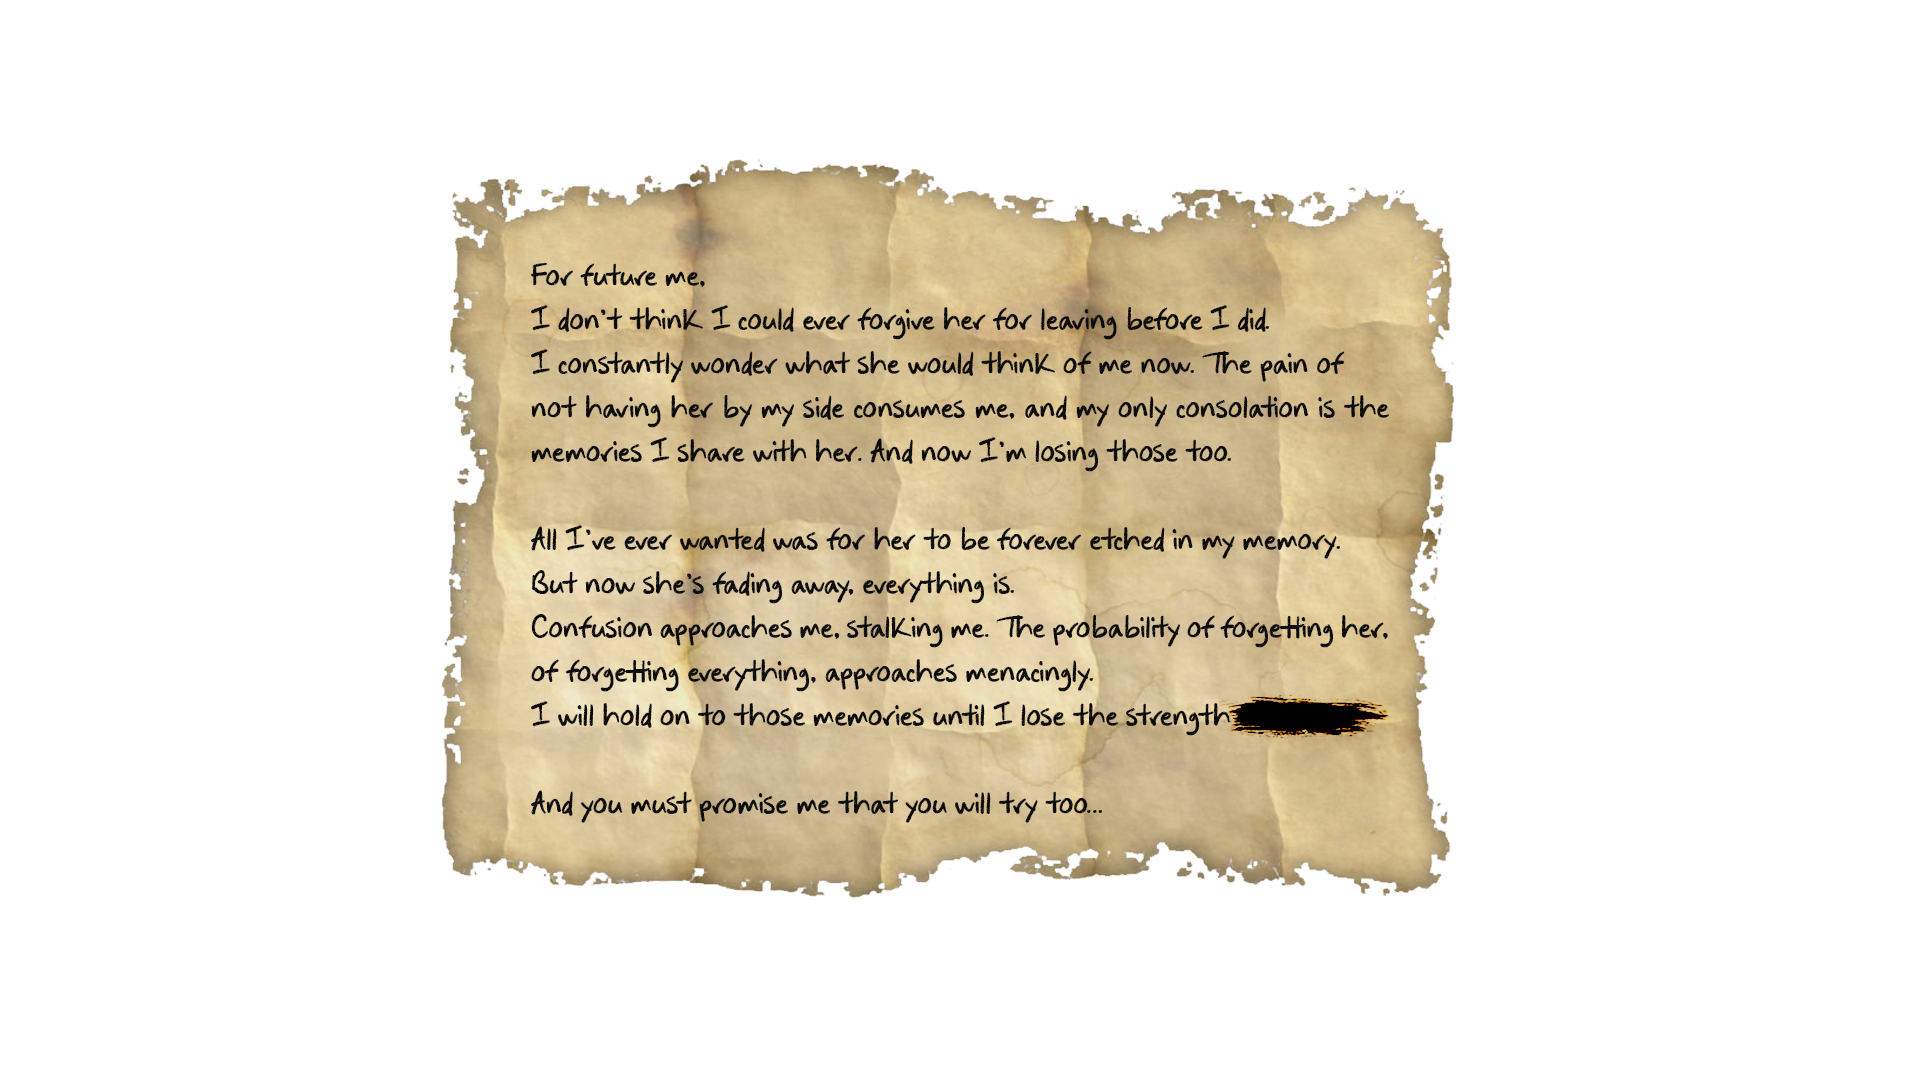 For future me,
I don't think I could ever forgive her for leaving before I did.
I constantly wonder what she would think of me now. The pain of
not having her by my side consumes me, and my only consolation is the
memories I share with her. And now I'm losing those too.
All I've ever wanted was for her to be forever etched in my memory.
But now she's fading away, everything is.
Confusion approaches me, stalking me. The probability of forgetting her,
of forgetting everything, approaches menacingly.
I will hold on to those memories until I lose the strength
And you must promise me that you will try too...